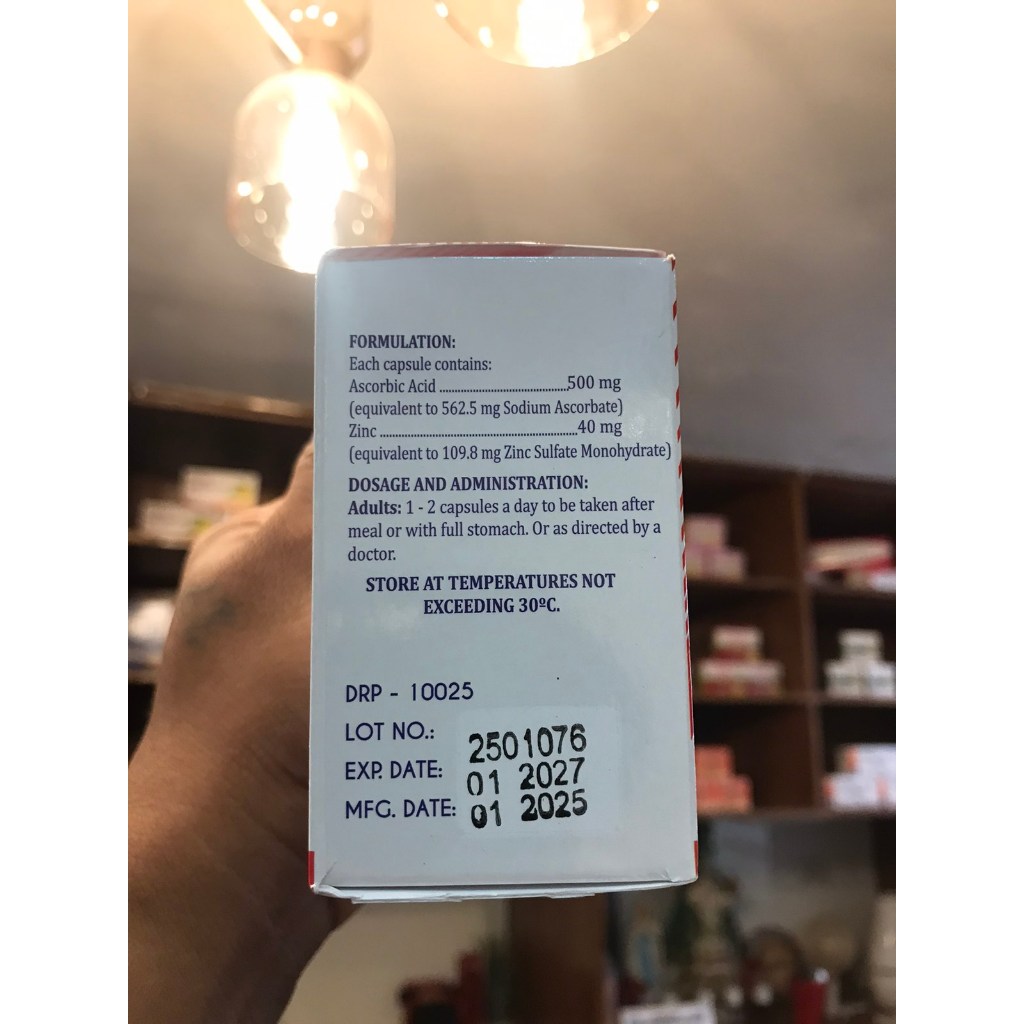 FORMULATION:
Each capsule contains:
Ascorbic Acid ..........................................500 mg
(equivalent to 562.5 mg Sodium Ascorbate)
Zinc ................................................................40 mg
(equivalent to 109.8 mg Zinc Sulfate Monohydrate)
DOSAGE AND ADMINISTRATION:
Adults: 1 - 2 capsules a day to be taken after
meal or with full stomach. Or as directed by a
doctor.
STORE AT TEMPERATURES NOT
EXCEEDING 30ºC.
DRP - 10025
LOT NO.: 2501076
EXP. DATE: 01 2027
MFG. DATE: 01 2025